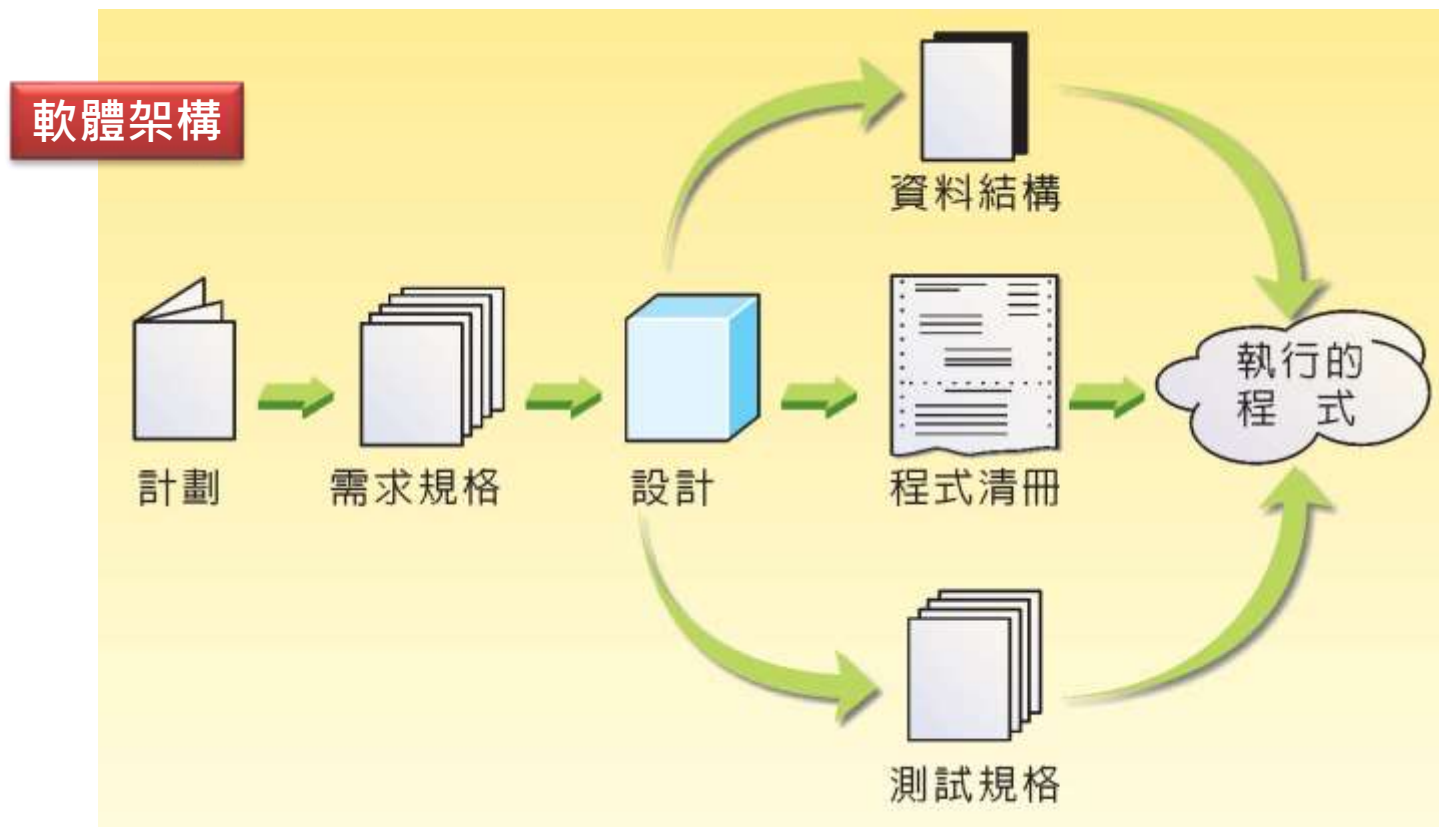 軟體架構
資料結構
計劃
需求規格
設計
程式清冊
執行的
程 式
測試規格